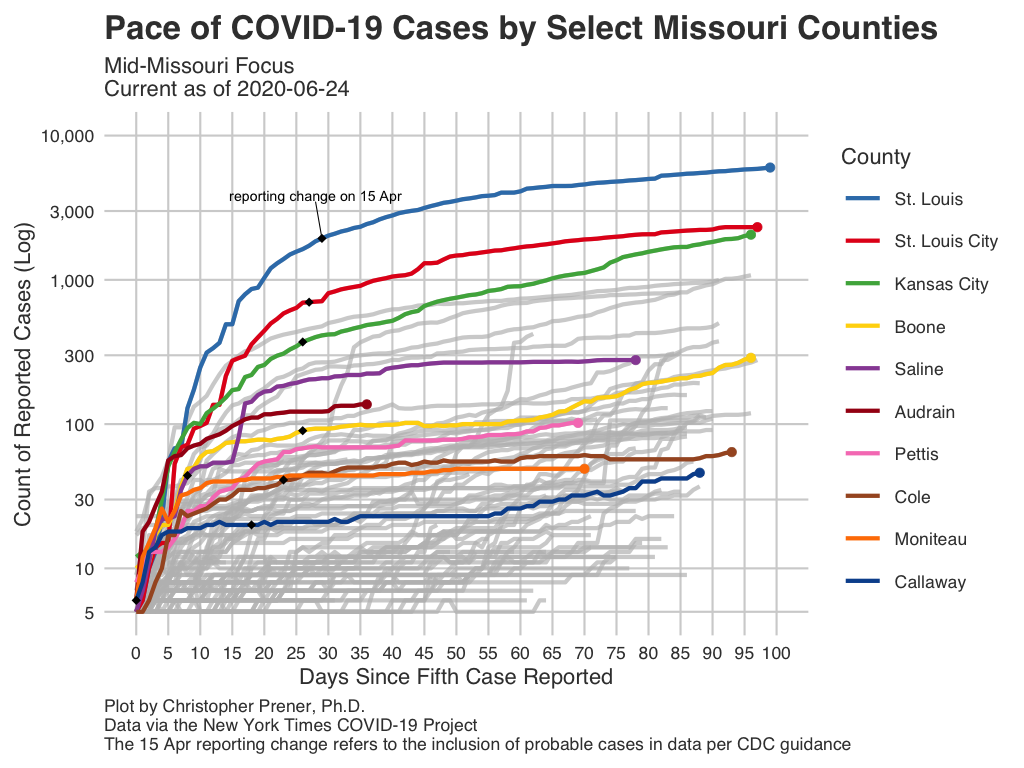 Pace of COVID-19 Cases by Select Missouri Counties
Mid-Missouri Focus
Current as of 2020-06-24
Count of Reported Cases (Log)
10,000
3,000
1,000
300
100
30
10
5
reporting change on 15 Apr
0 5 10 15 20 25 30 35 40 45 50 55 60 65 70 75 80 85 90 95 100
Days Since Fifth Case Reported
County
St. Louis
St. Louis City
Kansas City
Boone
Saline
Audrain
Pettis
Cole
Moniteau
Callaway
Plot by Christopher Prener, Ph.D.
Data via the New York Times COVID-19 Project
The 15 Apr reporting change refers to the inclusion of probable cases in data per CDC guidance